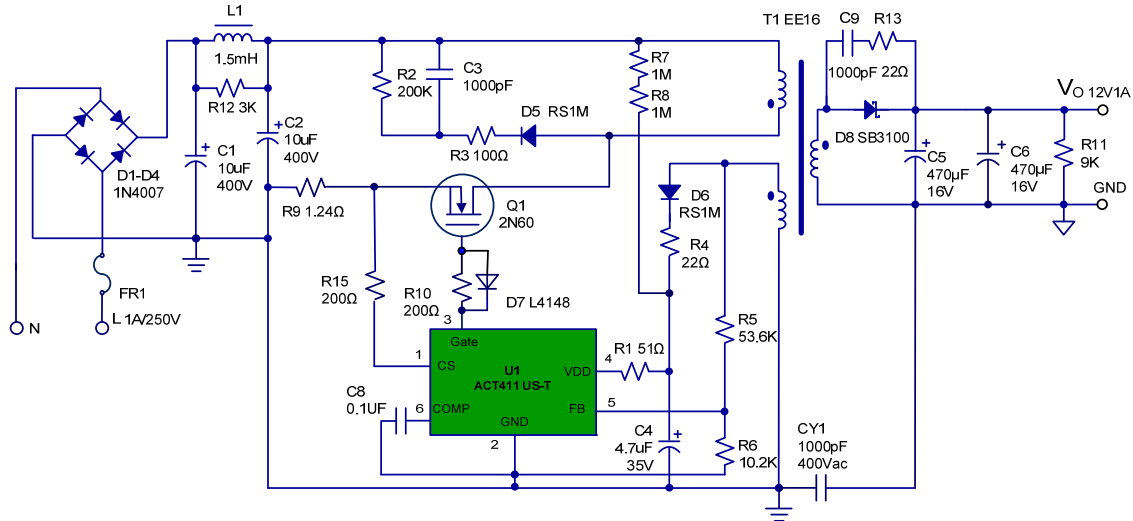 L1
1.5mH
R12 3K
C1
10uF
400V
C2
10uF
400V
D1-D4
1N4007
FR1
N
L 1A/250V
R2
200K
C3
1000pF
D5 RS1M
R3 100Ω
R7
1M
R8
1M
T1 EE16
C9
R13
1000pF 22Ω
D8 SB3100
VO 12V1A
C5
470µF
16V
C6
470µF
16V
R11
9K
GND
R9 1.24Ω
Q1
2N60
R15
200Ω
R10
200Ω
D7 L4148
D6
RS1M
R4
22Ω
R5
53.6K
R6
10.2K
3
Gate
1
CS
U1
ACT411 US-T
VDD
4
R1 51Ω
C8
0.1UF
6
COMP
FB
5
GND
2
C4
4.7uF
35V
CY1
1000pF
400Vac